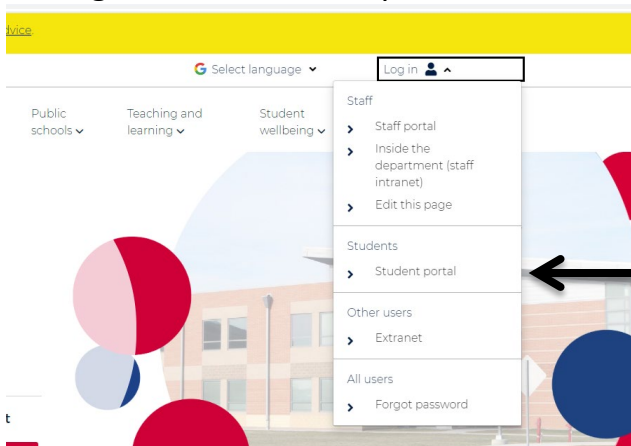 dvice.
Select language
Log in
Public
schools
Teaching and
learning
Student
wellbeing
Staff
Staff portal
Inside the
department (staff
intranet)
Edit this page
Students
Student portal
Other users
Extranet
All users
Forgot password
t